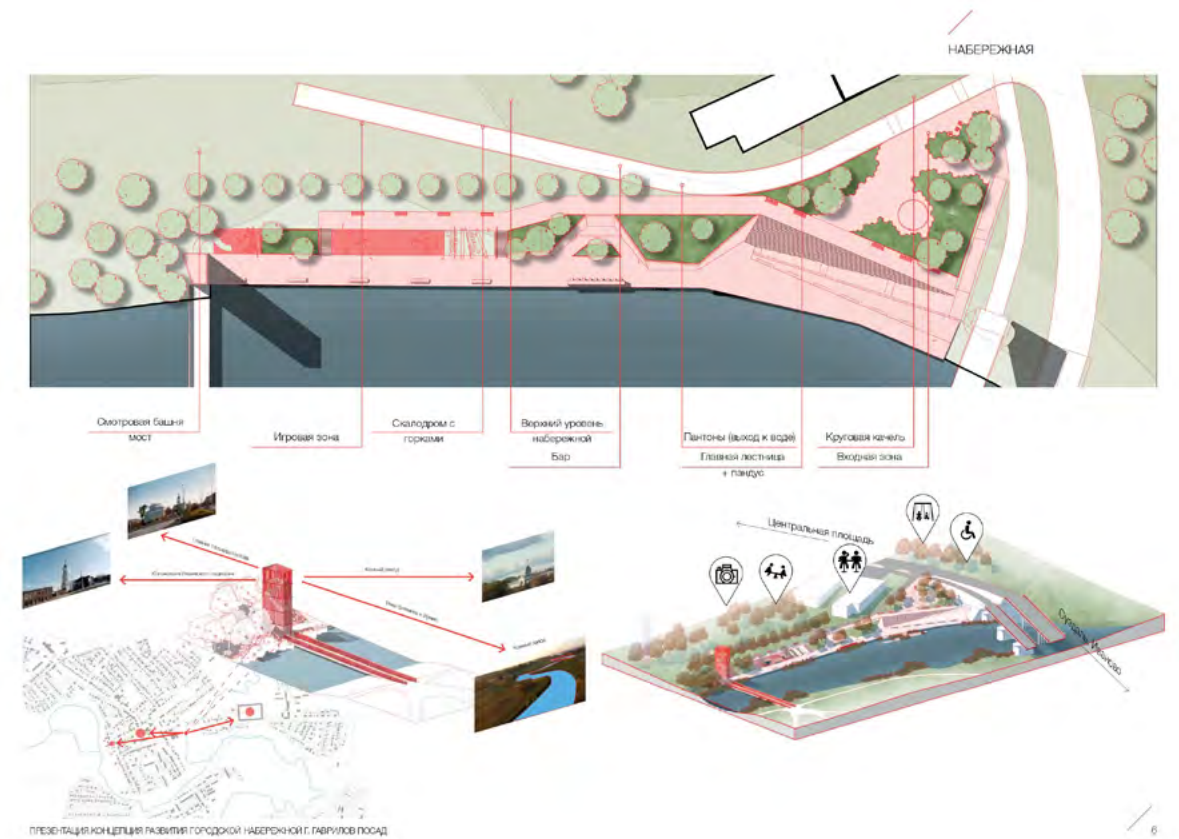 НАБЕРЕЖНАЯ
Смотровая башня
мост
Игровая зона
Скалодром с
горками
Верхний уровень
набережной
Бар
Пантоны (выход к воде)
Главная лестница
+ пандус
Круговая качель
Входная зона
Центральная площадь
Суздаль-Иваново
ПРЕЗЕНТАЦИЯ.КОНЦЕПЦИЯ РАЗВИТИЯ ГОРОДСКОЙ НАБЕРЕЖНОЙ Г. ГАВРИЛОВ ПОСАД
6